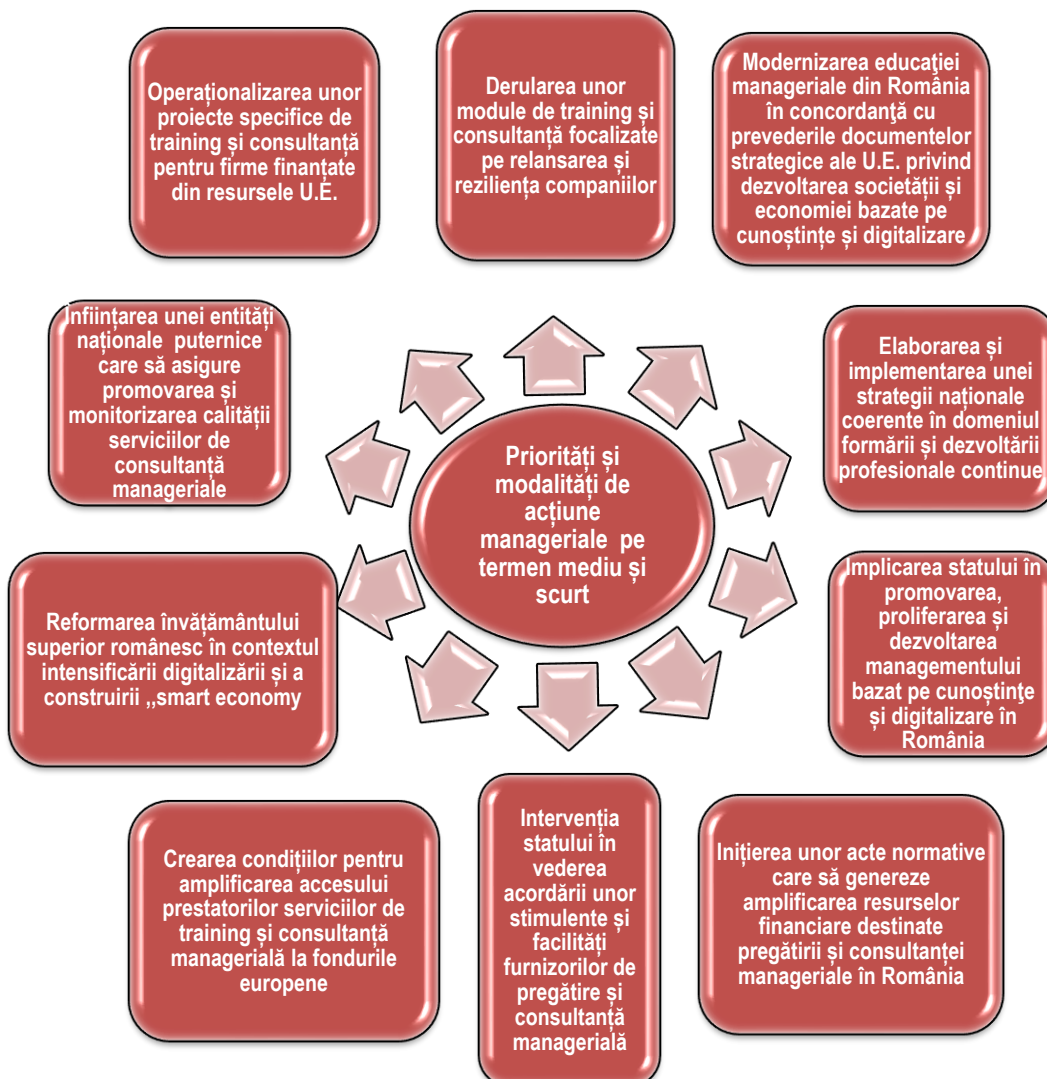 Operaționalizarea unor
proiecte specifice de
training și consultanță
pentru firme finanțate
din resursele U.E.
Derularea unor
module de training și
consultanță focalizate
pe relansarea și
reziliența companiilor
Modernizarea educaţiei
manageriale din România
în concordanţă cu
prevederile documentelor
strategice ale U.E. privind
dezvoltarea societății și
economiei bazate pe
cunoștințe și digitalizare
Înființarea unei entități
naționale puternice
care să asigure
promovarea și
monitorizarea calității
serviciilor de
consultanță
manageriale
Elaborarea și
implementarea unei
strategii naționale
coerente în domeniul
formării și dezvoltării
profesionale continue
Priorități și
modalități de
acțiune
manageriale pe
termen mediu și
scurt
Reformarea învățământului
superior românesc în contextul
intensificării digitalizării și a
construirii ,,smart economy
Implicarea statului în
promovarea,
proliferarea și
dezvoltarea
managementului
bazat pe cunoștinţe
și digitalizare în
România
Crearea condițiilor pentru
amplificarea accesului
prestatorilor serviciilor de
training și consultanță
managerială la fondurile
europene
Intervenția
statului în
vederea
acordării unor
stimulente și
facilități
furnizorilor de
pregătire și
consultanță
managerială
Inițierea unor acte normative
care să genereze
amplificarea resurselor
financiare destinate
pregătirii și consultanței
manageriale în România